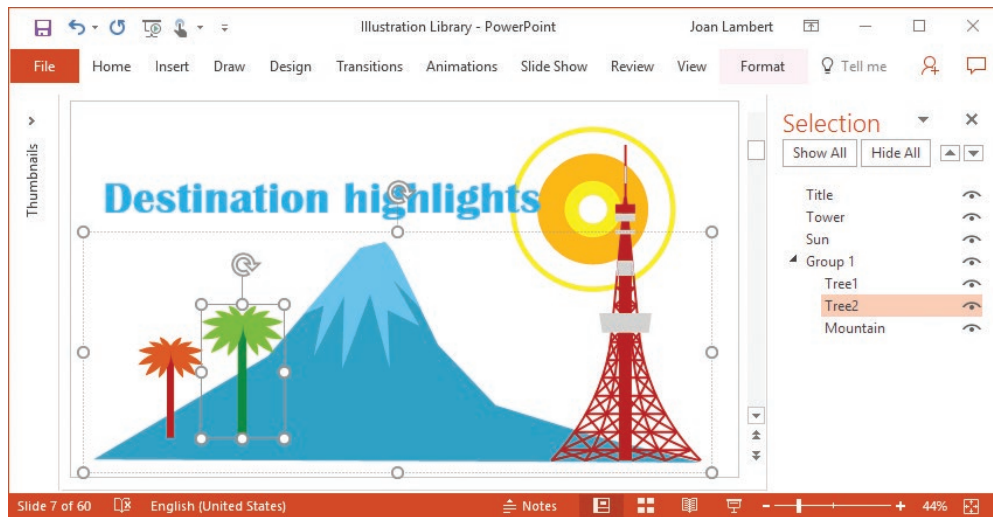 Illustration Library - PowerPoint
Joan Lambert
File Home Insert Draw Design Transitions Animations Slide Show Review View Format Tell me
Thumbnails
Destination highlights
Selection
Show All Hide All
Title
Tower
Sun
Group 1
Tree1
Tree2
Mountain
Slide 7 of 60 English (United States) Notes 44%